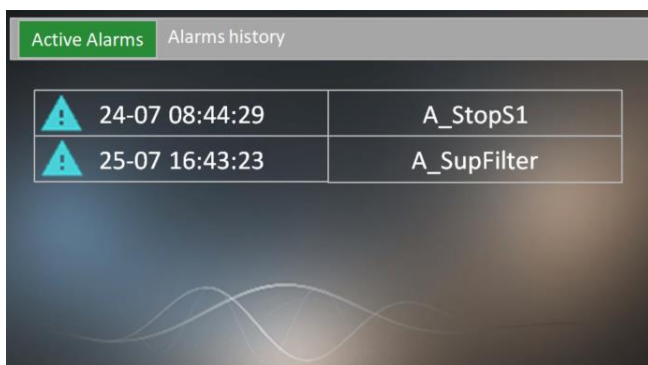 Active Alarms Alarms history
24-07 08:44:29 A_StopS1
25-07 16:43:23 A_SupFilter